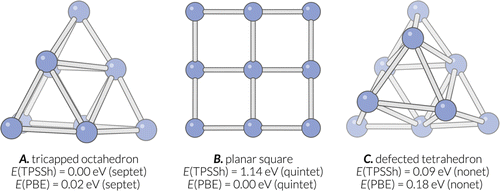 A. tricapped octahedron
E(TPSSh) = 0.00 eV (septet)
E(PBE) = 0.02 eV (septet)
B. planar square
E(TPSSh) = 1.14 eV (quintet)
E(PBE) = 0.00 eV (quintet)
C. defected tetrahedron
E(TPSSh) = 0.09 eV (nonet)
E(PBE) = 0.18 eV (nonet)